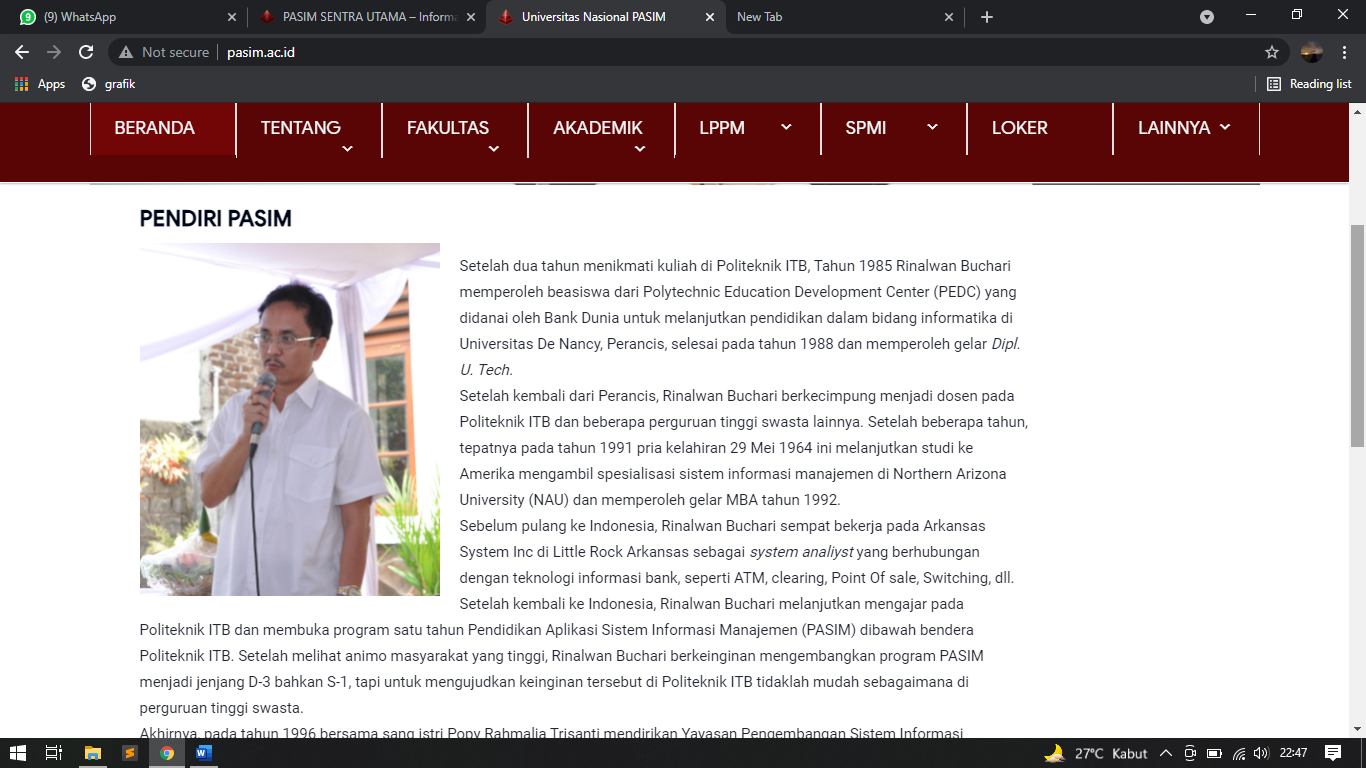 (9) WhatsApp
PASIM SENTRA UTAMA – Informa
Universitas Nasional PASIM
New Tab
Not secure
pasim.ac.id
Apps
grafik
Reading list
BERANDA
TENTANG
FAKULTAS
AKADEMIK
LPPM
SPMI
LOKER
LAINNYA
PENDIRI PASIM
Setelah dua tahun menikmati kuliah di Politeknik ITB, Tahun 1985 Rinalwan Buchari
memperoleh beasiswa dari Polytechnic Education Development Center (PEDC) yang
didanai oleh Bank Dunia untuk melanjutkan pendidikan dalam bidang informatika di
Universitas De Nancy, Perancis, selesai pada tahun 1988 dan memperoleh gelar Dipl.
U. Tech.
Setelah kembali dari Perancis, Rinalwan Buchari berkecimpung menjadi dosen pada
Politeknik ITB dan beberapa perguruan tinggi swasta lainnya. Setelah beberapa tahun,
tepatnya pada tahun 1991 pria kelahiran 29 Mei 1964 ini melanjutkan studi ke
Amerika mengambil spesialisasi sistem informasi manajemen di Northern Arizona
University (NAU) dan memperoleh gelar MBA tahun 1992.
Sebelum pulang ke Indonesia, Rinalwan Buchari sempat bekerja pada Arkansas
System Inc di Little Rock Arkansas sebagai system analiyst yang berhubungan
dengan teknologi informasi bank, seperti ATM, clearing, Point Of sale, Switching, dll.
Setelah kembali ke Indonesia, Rinalwan Buchari melanjutkan mengajar pada
Politeknik ITB dan membuka program satu tahun Pendidikan Aplikasi Sistem Informasi Manajemen (PASIM) dibawah bendera
Politeknik ITB. Setelah melihat animo masyarakat yang tinggi, Rinalwan Buchari berkeinginan mengembangkan program PASIM
menjadi jenjang D-3 bahkan S-1, tapi untuk mengujudkan keinginan tersebut di Politeknik ITB tidaklah mudah sebagaimana di
perguruan tinggi swasta.
Akhirnya, pada tahun 1996 bersama sang istri Popy Rahmalia Trisanti mendirikan Yayasan Pengembangan Sistem Informasi
27°C Kabut
22:47